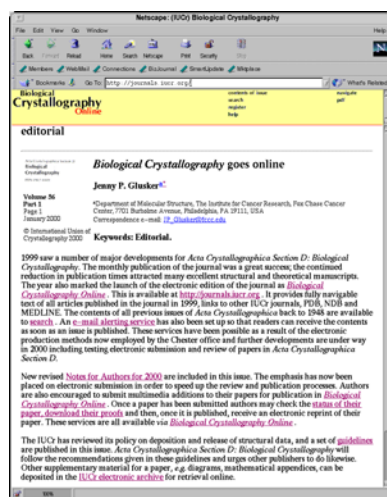 Netscape: (IUCr) Biological Crystallography
File Edit View Go Window Help
Back Forward Reload Home Search Netscape Print Security Stop
Members WebMail Connections BizJournal SmartUpdate Mktplace
Bookmarks Go To: http://journals.iucr.org/ What's Related
Biological
Crystallography
Online
contents of issue
search
register
help
navigate
pdf
editorial
Biological Crystallography goes online
Biological
Crystallography
Jenny P. Glusker
Volume 56
Part 1
Page 1
January 2000
© International Union of
Crystallography 2000
Department of Molecular Structure, The Institute for Cancer Research, Fox Chase Cancer
Center, 7701 Burholme Avenue, Philadelphia, PA 19111, USA
Correspondence e-mail: JP_Glusker@fccc.edu
Keywords: Editorial.
1999 saw a number of major developments for Acta Crystallographica Section D: Biological
Crystallography. The monthly publication of the journal was a great success; the continued
reduction in publication times attracted many excellent structural and theoretical manuscripts.
The year also marked the launch of the electronic edition of the journal as Biological
Crystallography Online . This is available at http://journals.iucr.org . It provides fully navigable
text of all articles published in the journal in 1999, links to other IUCr journals, PDB, NDB and
MEDLINE. The contents of all previous issues of Acta Crystallographica back to 1948 are available
to search . An e-mail alerting service has also been set up so that readers can receive the contents
as soon as an issue is published. These services have been possible as a result of the electronic
production methods now employed by the Chester office and further developments are under way
in 2000 including testing electronic submission and review of papers in Acta Crystallographica
Section D.
New revised Notes for Authors for 2000 are included in this issue. The emphasis has now been
placed on electronic submission in order to speed up the review and publication processes. Authors
are also encouraged to submit multimedia additions to their papers for publication in Biological
Crystallography Online . Once a paper has been submitted authors may check the status of their
paper, download their proofs and then, once it is published, receive an electronic reprint of their
paper. These services are all available via Biological Crystallography Online .
The IUCr has reviewed its policy on deposition and release of structural data, and a set of guidelines
are published in this issue. Acta Crystallographica Section D: Biological Crystallography will
follow the recommendations given in these guidelines and urges other publishers to do likewise.
Other supplementary material for a paper, e.g. diagrams, mathematical appendices, can be
deposited in the IUCr electronic archive for retrieval online.